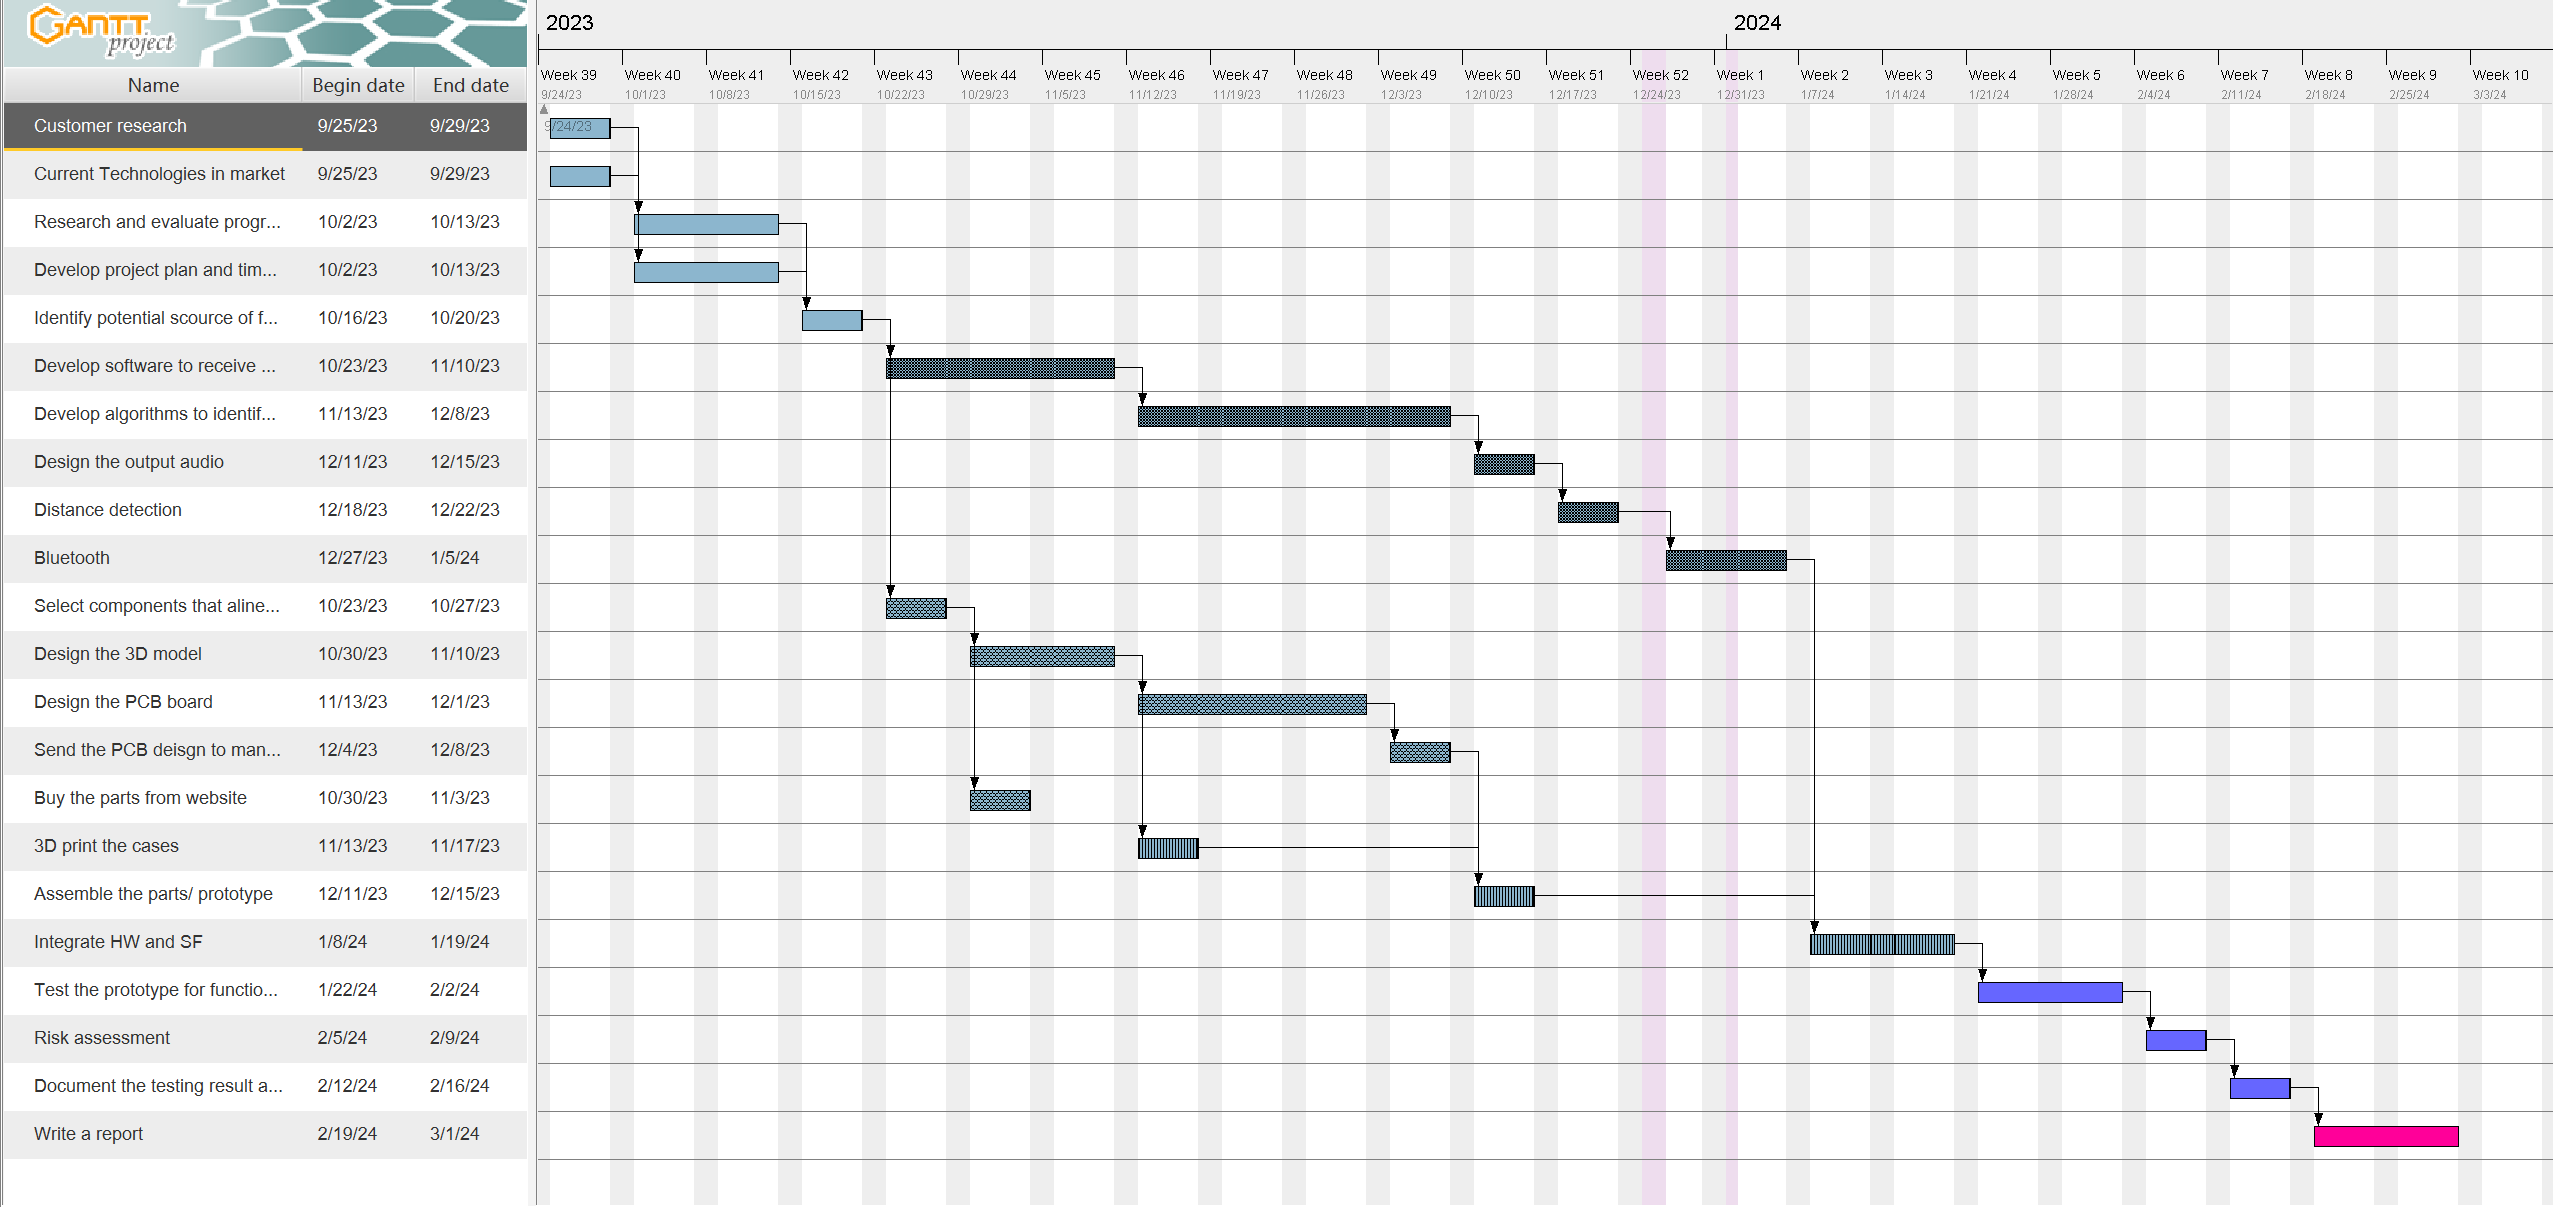 GANTT
project
2023
2024
Name Begin date End date
Week 39 Week 40 Week 41 Week 42 Week 43 Week 44 Week 45 Week 46 Week 47 Week 48 Week 49 Week 50 Week 51 Week 52 Week 1 Week 2 Week 3 Week 4 Week 5 Week 6 Week 7 Week 8 Week 9 Week 10
9/24/23 10/1/23 10/8/23 10/15/23 10/22/23 10/29/23 11/5/23 11/12/23 11/19/23 11/26/23 12/3/23 12/10/23 12/17/23 12/24/23 12/31/23 1/7/24 1/14/24 1/21/24 1/28/24 2/4/24 2/11/24 2/18/24 2/25/24 3/3/24
Customer research 9/25/23 9/29/23 9/24/23
Current Technologies in market 9/25/23 9/29/23
Research and evaluate progr... 10/2/23 10/13/23
Develop project plan and tim... 10/2/23 10/13/23
Identify potential scource of f... 10/16/23 10/20/23
Develop software to receive ... 10/23/23 11/10/23
Develop algorithms to identif... 11/13/23 12/8/23
Design the output audio 12/11/23 12/15/23
Distance detection 12/18/23 12/22/23
Bluetooth 12/27/23 1/5/24
Select components that aline... 10/23/23 10/27/23
Design the 3D model 10/30/23 11/10/23
Design the PCB board 11/13/23 12/1/23
Send the PCB deisgn to man... 12/4/23 12/8/23
Buy the parts from website 10/30/23 11/3/23
3D print the cases 11/13/23 11/17/23
Assemble the parts/ prototype 12/11/23 12/15/23
Integrate HW and SF 1/8/24 1/19/24
Test the prototype for functio... 1/22/24 2/2/24
Risk assessment 2/5/24 2/9/24
Document the testing result a... 2/12/24 2/16/24
Write a report 2/19/24 3/1/24